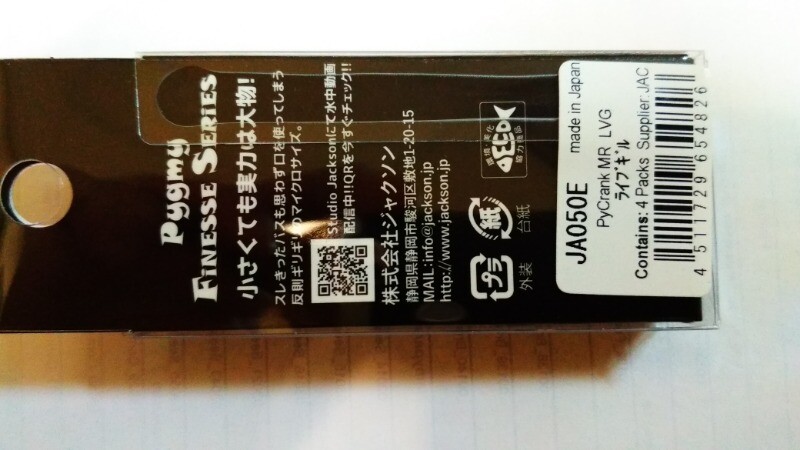 Pygmy
FINESSE SERIES
小さくても実力は大物!
スレきったバスも思わず口を使ってしまう
反則ギリギリのマイクロサイズ。
Studio Jacksonにて水中動画
配信中!!QRを今すぐチェック!!
株式会社ジャクソン
静岡県静岡市駿河区敷地1-20-15
MAIL:info@jackson.jp
http://www.jackson.jp
プラ
外装
紙
台紙
JA050E made in Japan
PyCrank MR LVG
ライブギル
Contains: 4 Packs Supplier: JAC
4 511729 654826